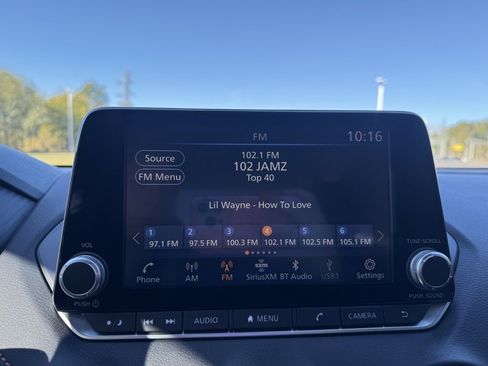 FM
10:16
Source
FM Menu
102.1 FM
102 JAMZ
Top 40
Lil Wayne - How To Love
1 2 3 4 5 6
97.1 FM 97.5 FM 100.3 FM 102.1 FM 102.5 FM 105.1 FM
Phone AM FM SiriusXM BT Audio USB1 Settings
VOL
TUNE·SCROLL
PUSH
PUSH SOUND
AUDIO MENU CAMERA